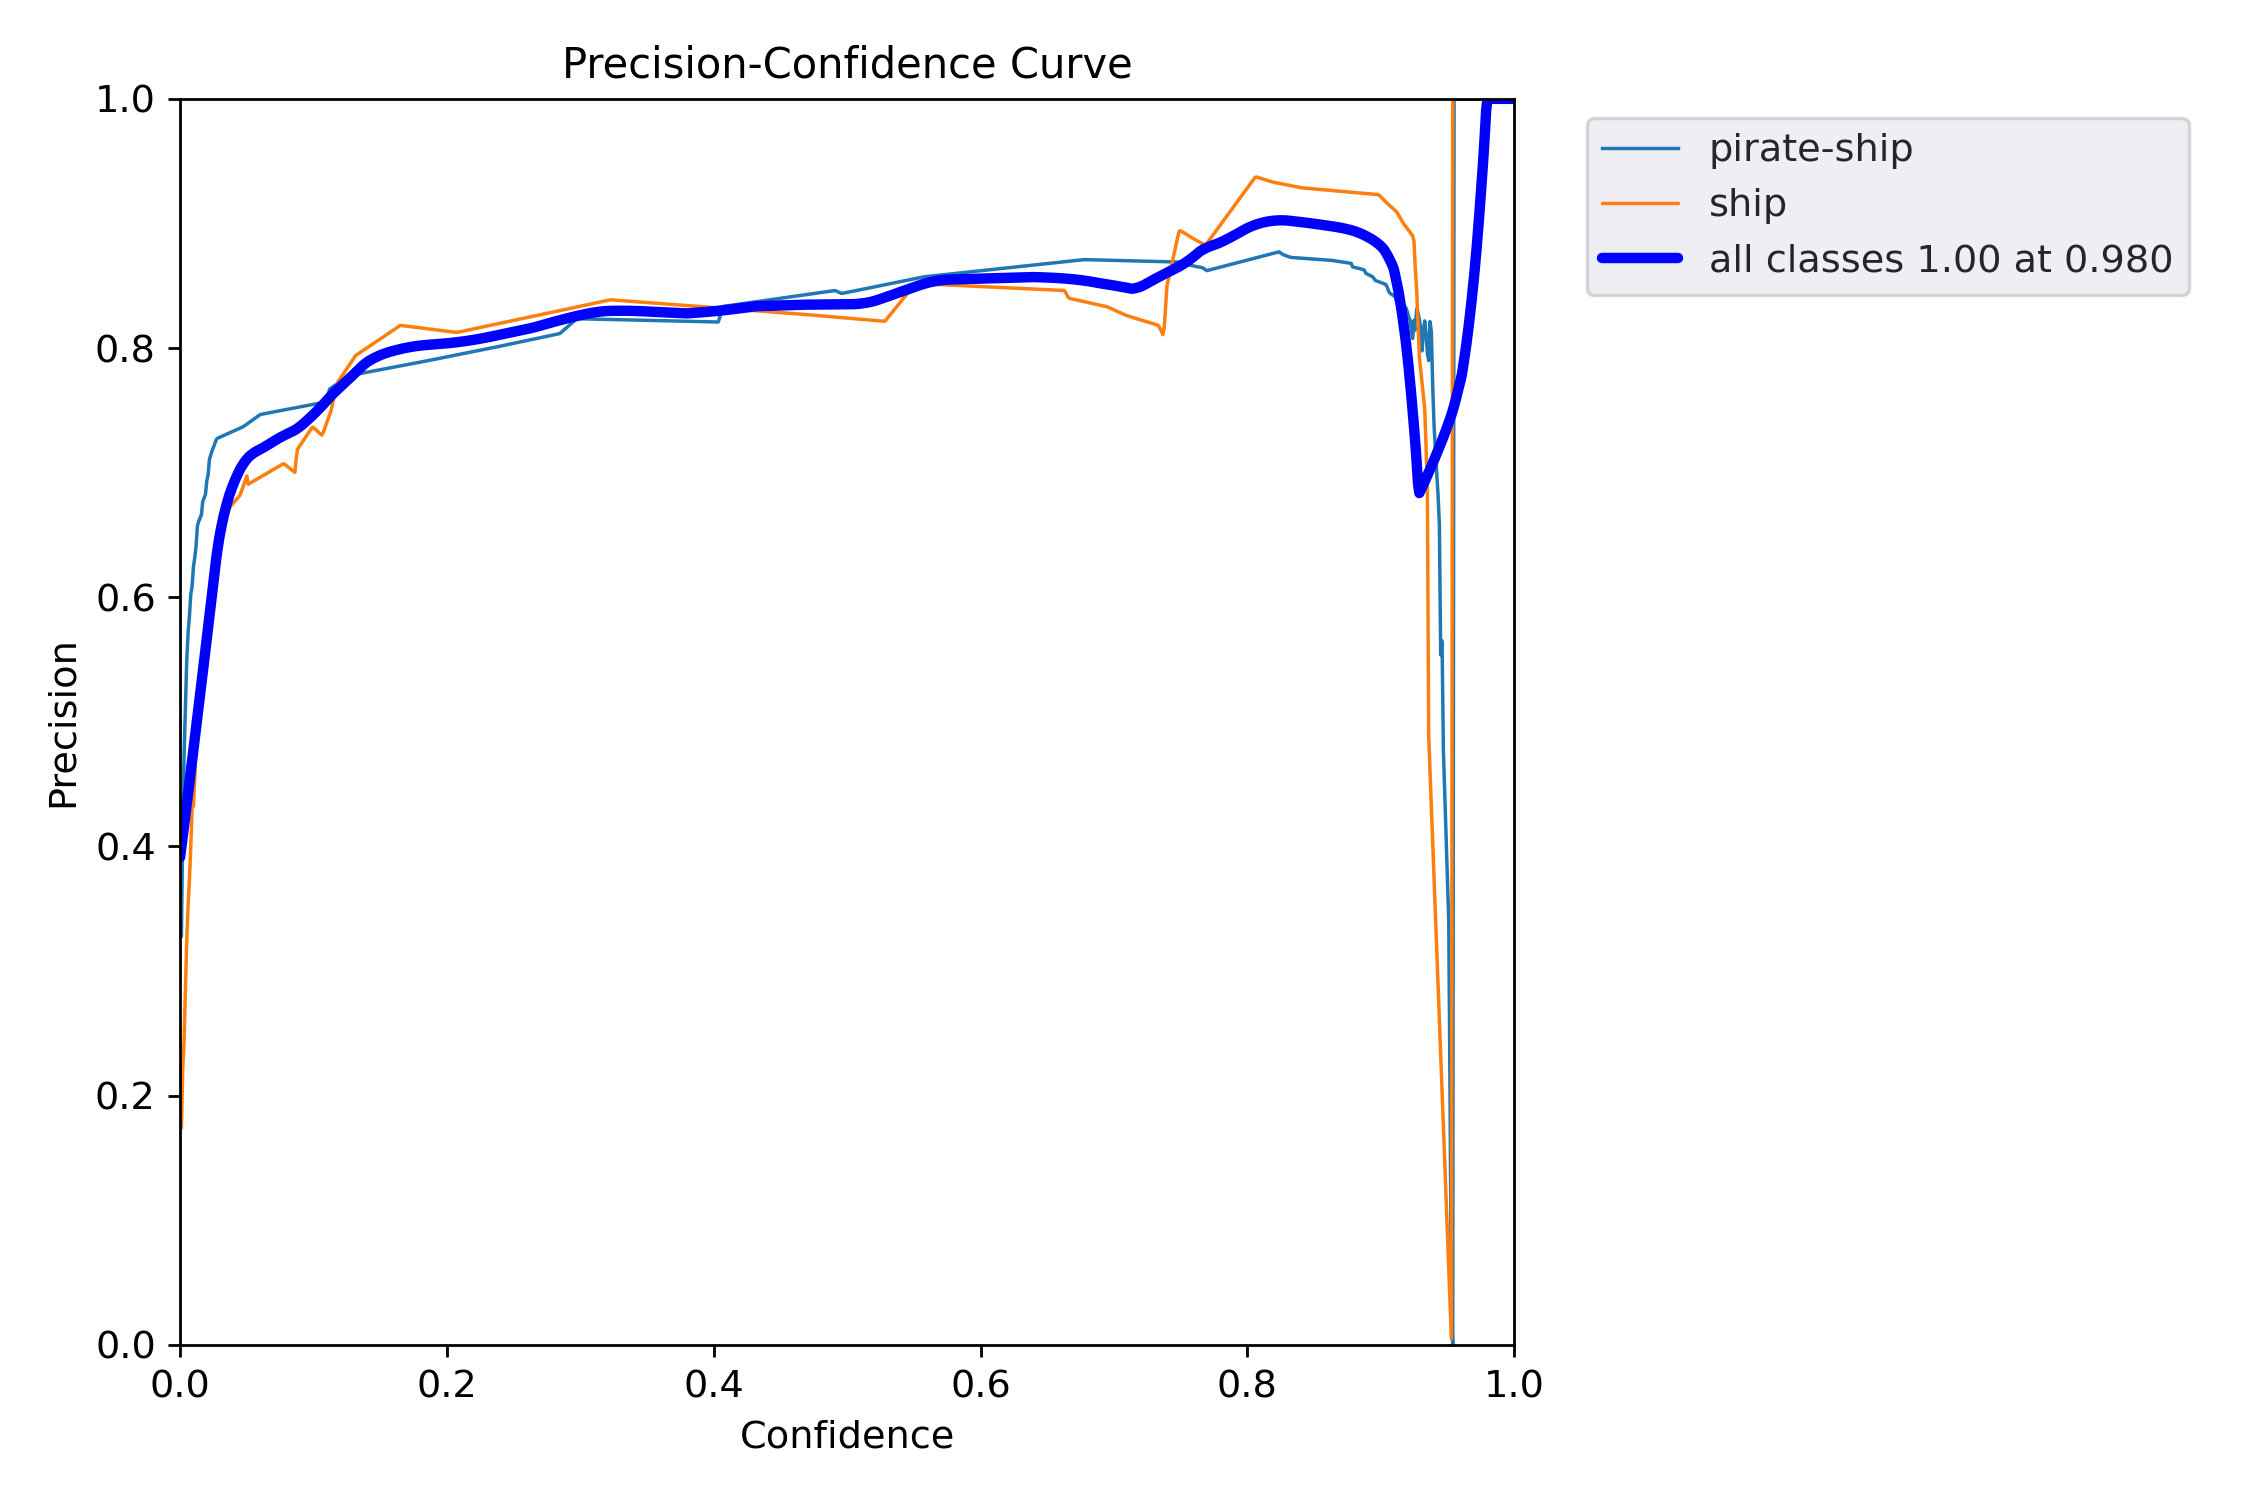 Precision-Confidence Curve
1.0
0.8
0.6
0.4
0.2
0.0
Precision
0.0 0.2 0.4 0.6 0.8 1.0
Confidence
pirate-ship
ship
all classes 1.00 at 0.980